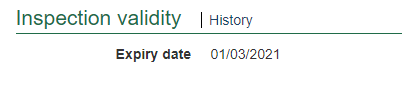 Inspection validity | History
Expiry date 01/03/2021